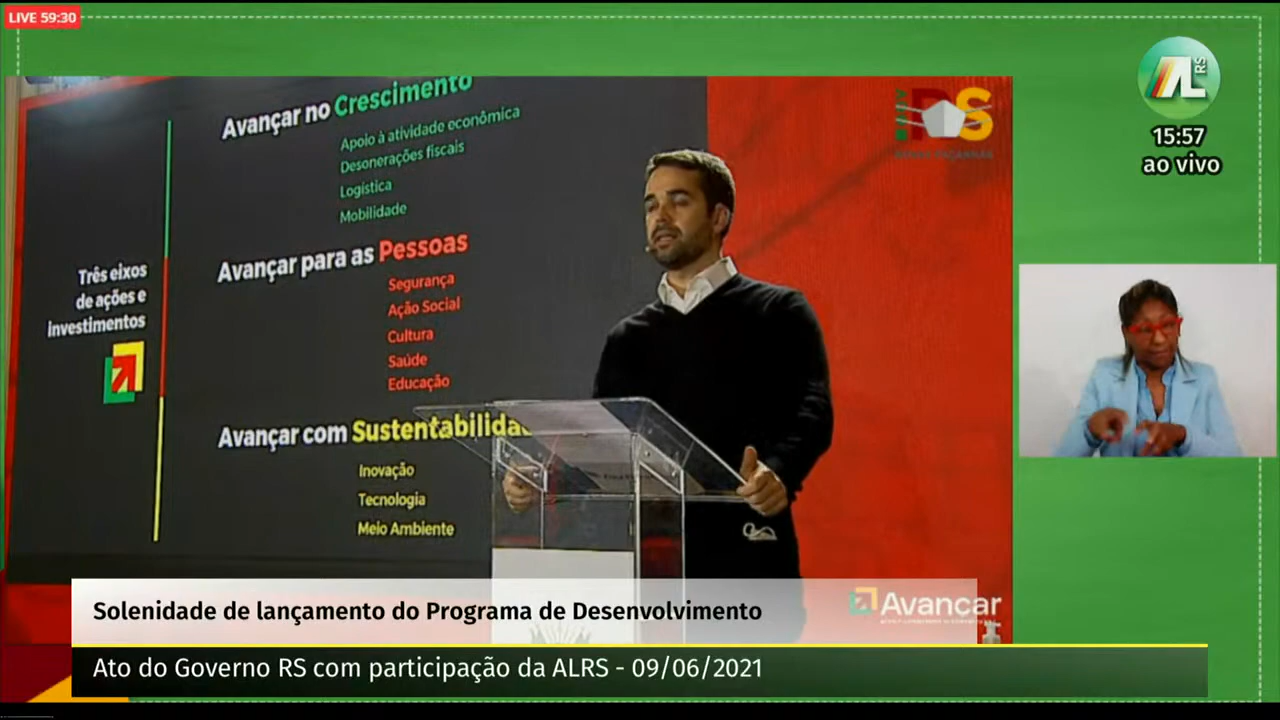 LIVE 59:30
RS
15:57
ao vivo
Avançar no Crescimento
Apoio à atividade econômica
Desonerações fiscais
Logística
Mobilidade
Três eixos
de ações e
investimentos
Avançar para as Pessoas
Segurança
Ação Social
Cultura
Saúde
Educação
Avançar com Sustentabilida
Inovação
Tecnologia
Meio Ambiente
RS
Avançar
Solenidade de lançamento do Programa de Desenvolvimento
Ato do Governo RS com participação da ALRS - 09/06/2021